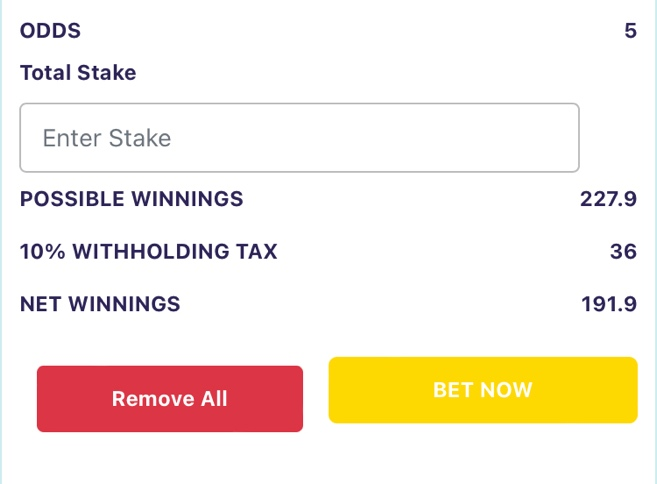 ODDS 5
Total Stake
Enter Stake
POSSIBLE WINNINGS 227.9
10% WITHHOLDING TAX 36
NET WINNINGS 191.9
Remove All BET NOW